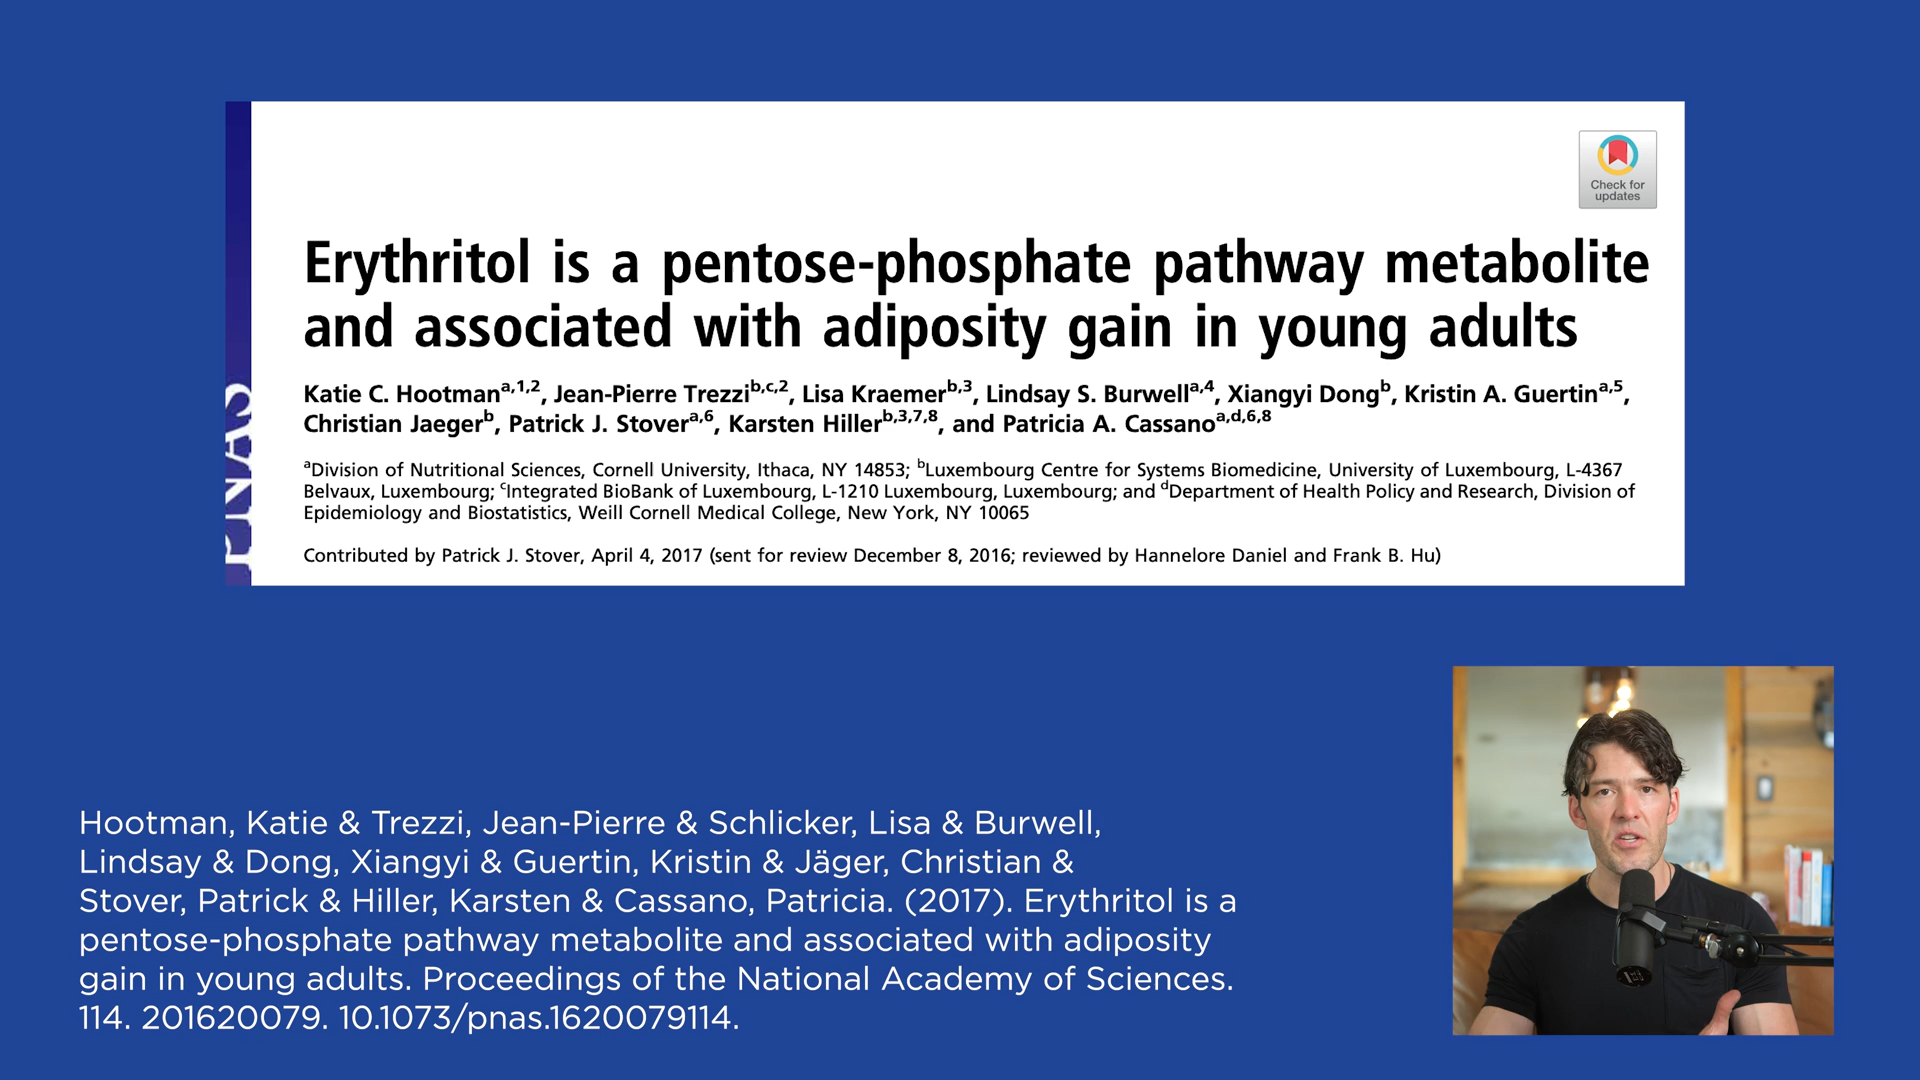 Check for
updates
Erythritol is a pentose-phosphate pathway metabolite
and associated with adiposity gain in young adults
Katie C. Hootmana,1,2, Jean-Pierre Trezzib,c,2, Lisa Kraemerb,3, Lindsay S. Burwella,4, Xiangyi Dongb, Kristin A. Guertina,5,
Christian Jaegerb, Patrick J. Stovera,6, Karsten Hillerb,3,7,8, and Patricia A. Cassanoa,d,6,8
aDivision of Nutritional Sciences, Cornell University, Ithaca, NY 14853; bLuxembourg Centre for Systems Biomedicine, University of Luxembourg, L-4367
Belvaux, Luxembourg; cIntegrated BioBank of Luxembourg, L-1210 Luxembourg, Luxembourg; and dDepartment of Health Policy and Research, Division of
Epidemiology and Biostatistics, Weill Cornell Medical College, New York, NY 10065
Contributed by Patrick J. Stover, April 4, 2017 (sent for review December 8, 2016; reviewed by Hannelore Daniel and Frank B. Hu)
PNAS
Hootman, Katie & Trezzi, Jean-Pierre & Schlicker, Lisa & Burwell,
Lindsay & Dong, Xiangyi & Guertin, Kristin & Jäger, Christian &
Stover, Patrick & Hiller, Karsten & Cassano, Patricia. (2017). Erythritol is a
pentose-phosphate pathway metabolite and associated with adiposity
gain in young adults. Proceedings of the National Academy of Sciences.
114. 201620079. 10.1073/pnas.1620079114.